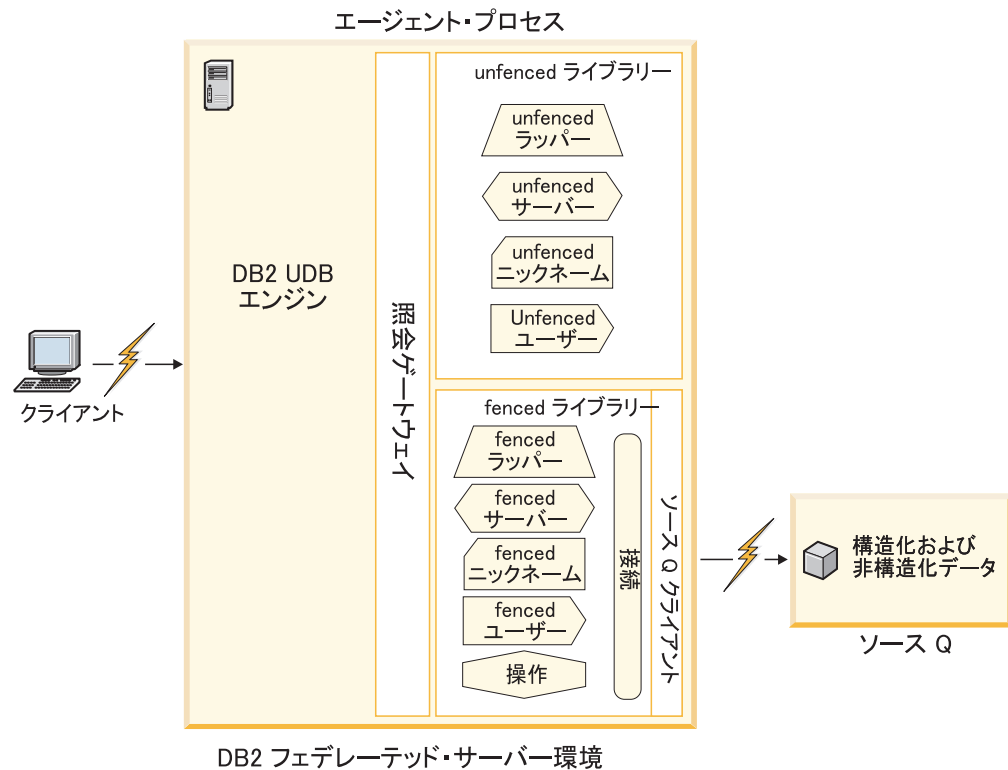 エージェント・プロセス
unfenced ライブラリー
unfenced
ラッパー
unfenced
サーバー
unfenced
ニックネーム
Unfenced
ユーザー
DB2 UDB
エンジン
照会ゲートウェイ
クライアント
fenced ライブラリー
fenced
ラッパー
fenced
サーバー
fenced
ニックネーム
fenced
ユーザー
操作
接続
ソース Q クライアント
構造化および
非構造化データ
ソース Q
DB2 フェデレーテッド・サーバー環境